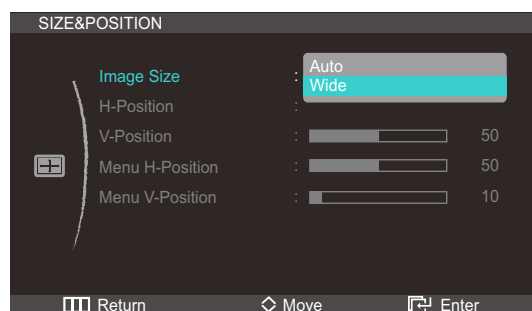 SIZE&POSITION
Image Size : Auto
Wide
H-Position :
V-Position : 50
Menu H-Position : 50
Menu V-Position : 10
Return Move Enter